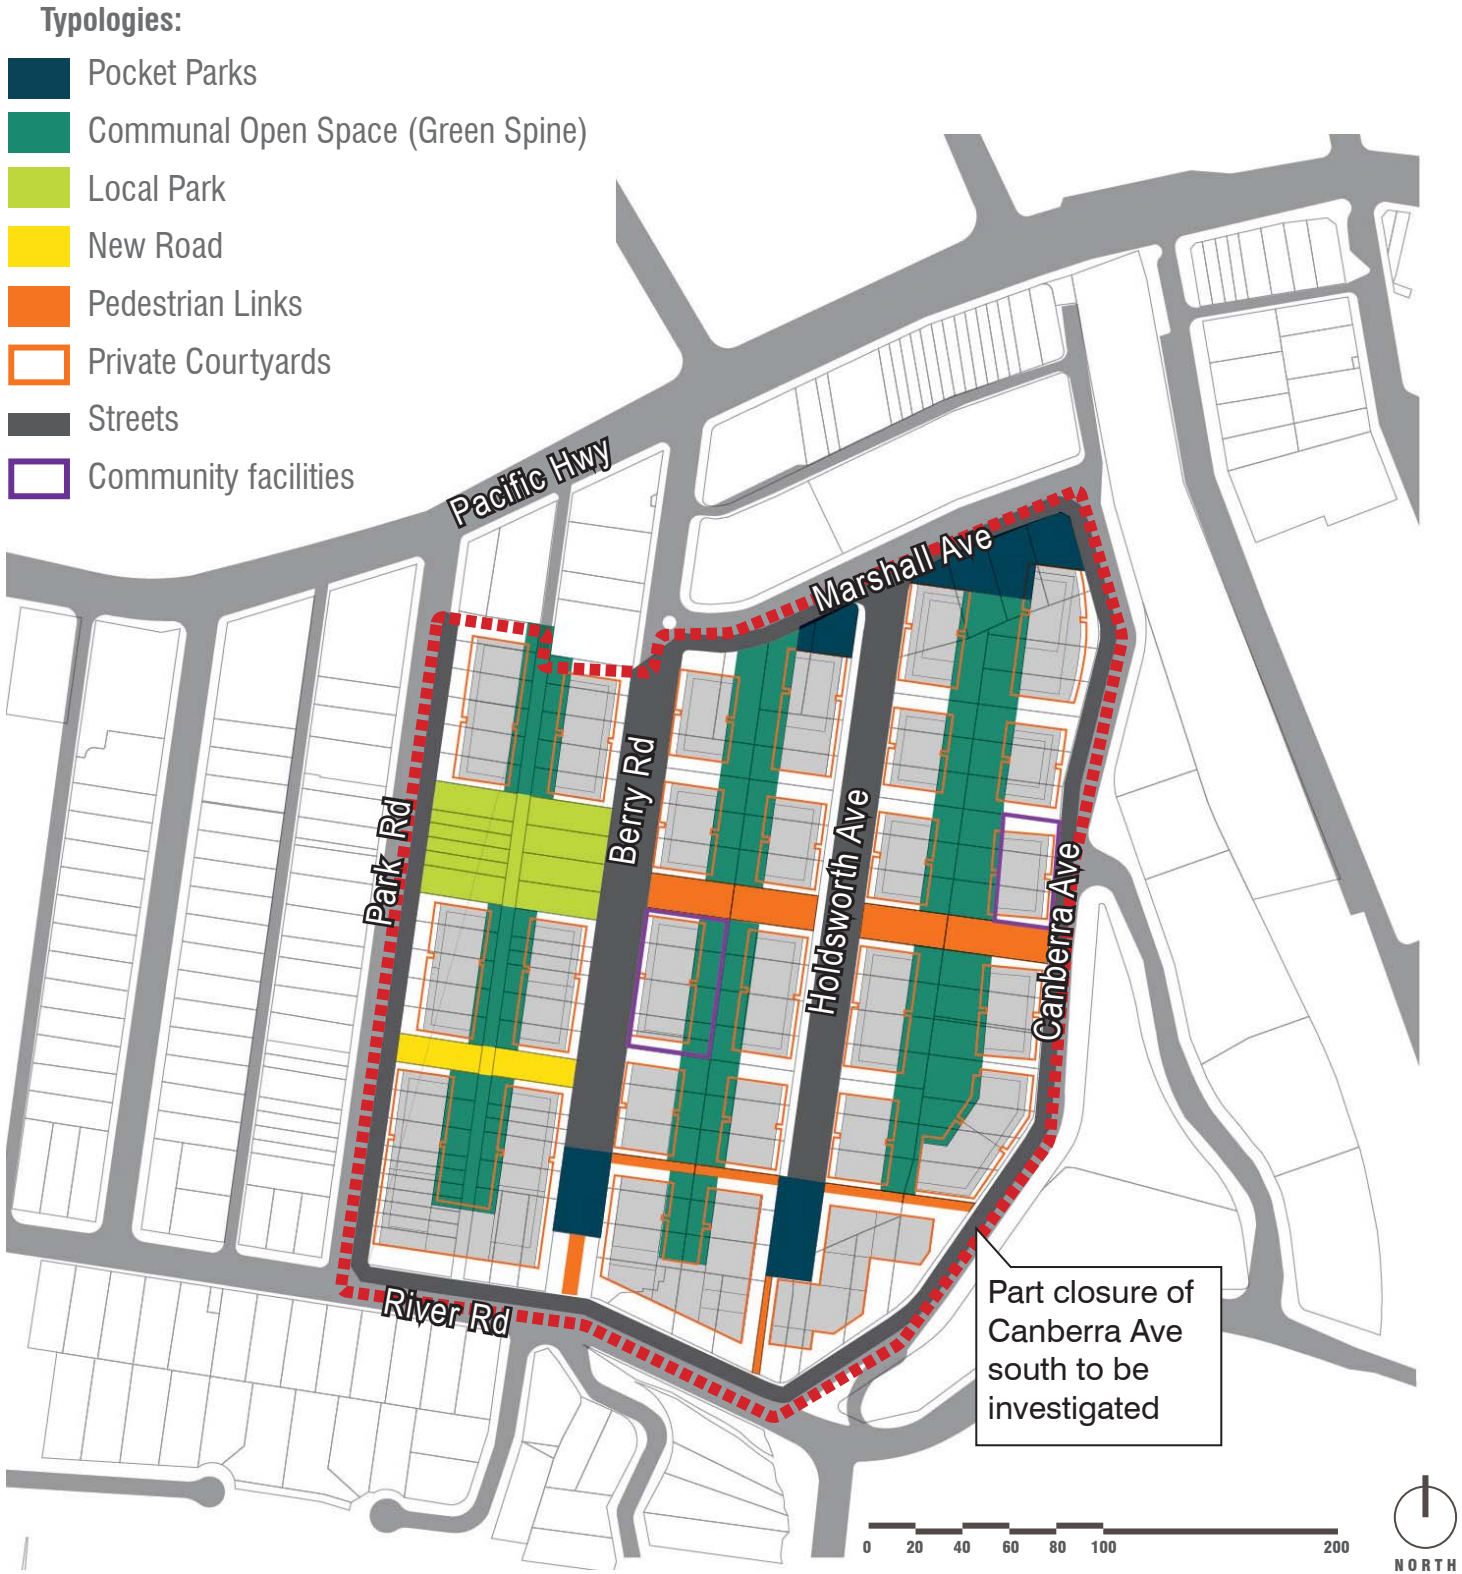 Typologies:
Pocket Parks
Communal Open Space (Green Spine)
Local Park
New Road
Pedestrian Links
Private Courtyards
Streets
Community facilities
Pacific Hwy
Marshall Ave
Berry Rd
Park Rd
Holdsworth Ave
Canberra Ave
River Rd
Part closure of
Canberra Ave
south to be
investigated
0 20 40 60 80 100 200
NORTH